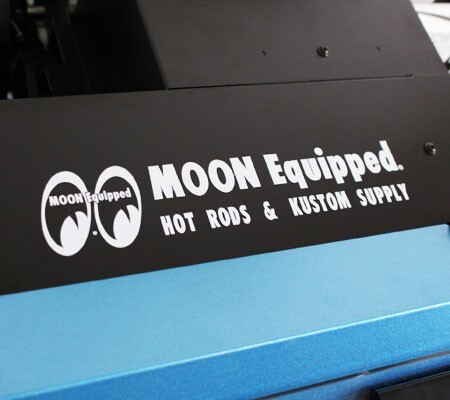 MOON Equipped
MOON Equipped.
HOT RODS & KUSTOM SUPPLY